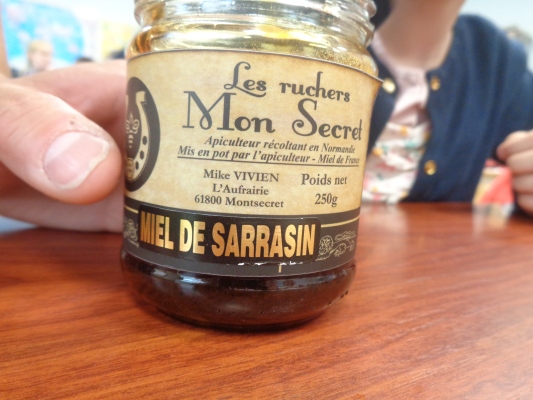 Les ruchers
Mon Secret
Apiculteur récoltant en Normandie
Mis en pot par l'apiculteur - Miel de France
Mike VIVIEN
L'Aufrairie
61800 Montsecret
Poids net
250g
MIEL DE SARRASIN